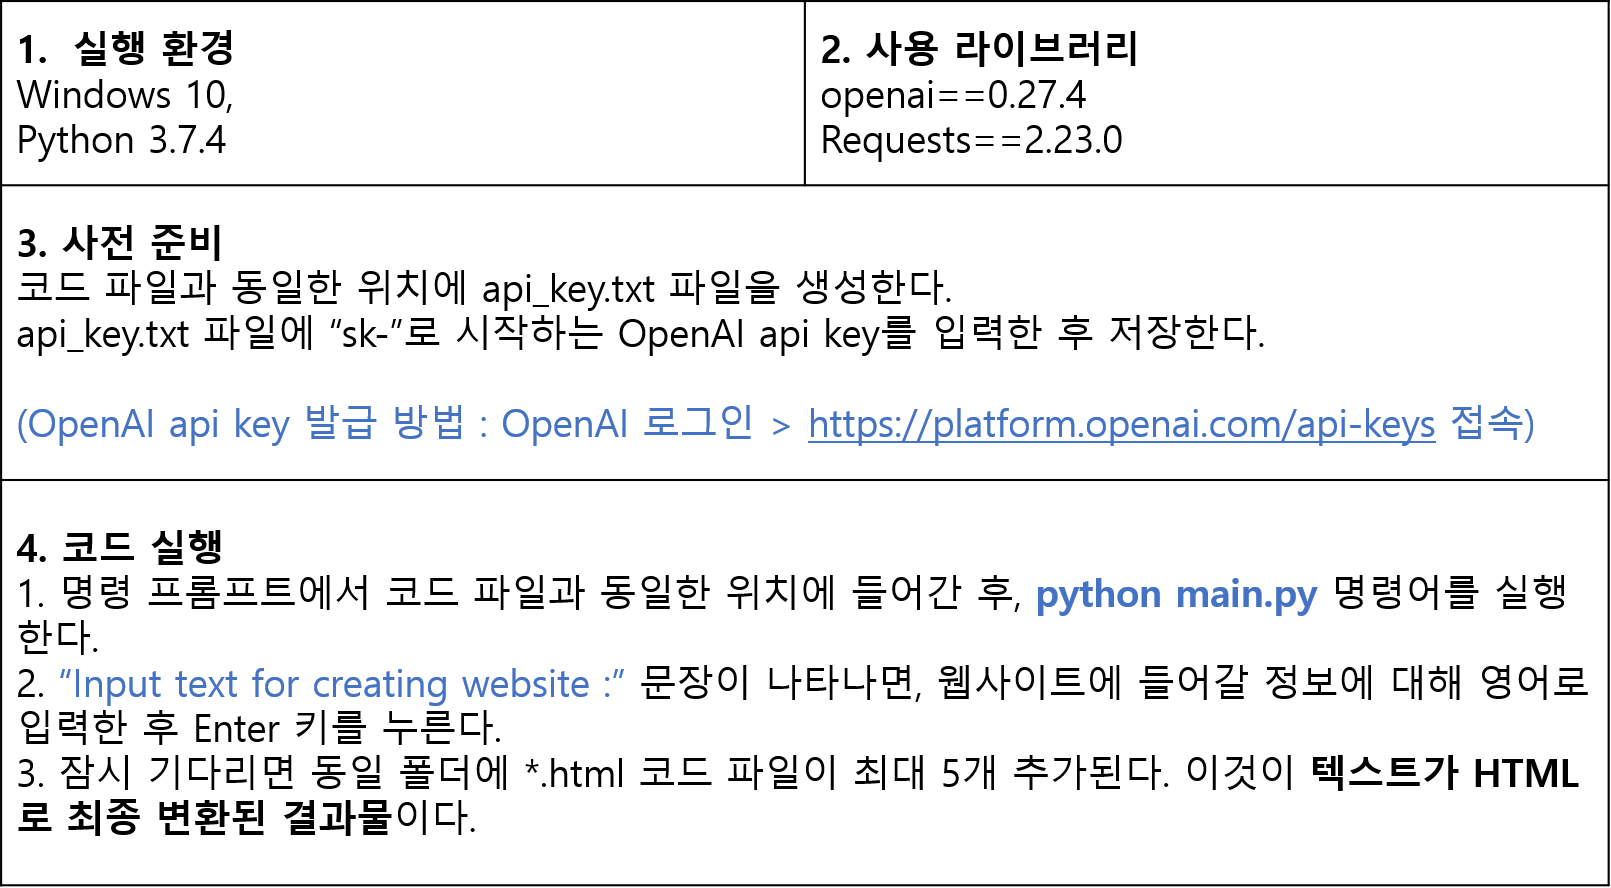 1.  실행 환경
Windows 10,
Python 3.7.4
2. 사용 라이브러리
openai==0.27.4
Requests==2.23.0
3. 사전 준비
코드 파일과 동일한 위치에 api_key.txt 파일을 생성한다.
api_key.txt 파일에 “sk-”로 시작하는 OpenAI api key를 입력한 후 저장한다.
(OpenAI api key 발급 방법 : OpenAI 로그인 > https://platform.openai.com/api-keys 접속)
4. 코드 실행
1. 명령 프롬프트에서 코드 파일과 동일한 위치에 들어간 후, python main.py 명령어를 실행
한다.
2. “Input text for creating website :” 문장이 나타나면, 웹사이트에 들어갈 정보에 대해 영어로
입력한 후 Enter 키를 누른다.
3. 잠시 기다리면 동일 폴더에 *.html 코드 파일이 최대 5개 추가된다. 이것이 텍스트가 HTML
로 최종 변환된 결과물이다.